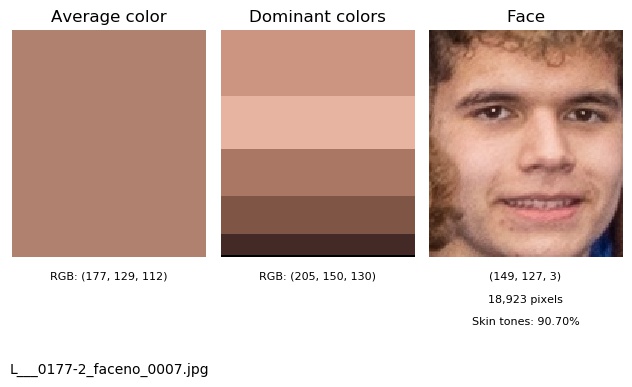 Average color
Dominant colors
Face
RGB: (177, 129, 112)
RGB: (205, 150, 130)
(149, 127, 3)
18,923 pixels
Skin tones: 90.70%
L___0177-2_faceno_0007.jpg